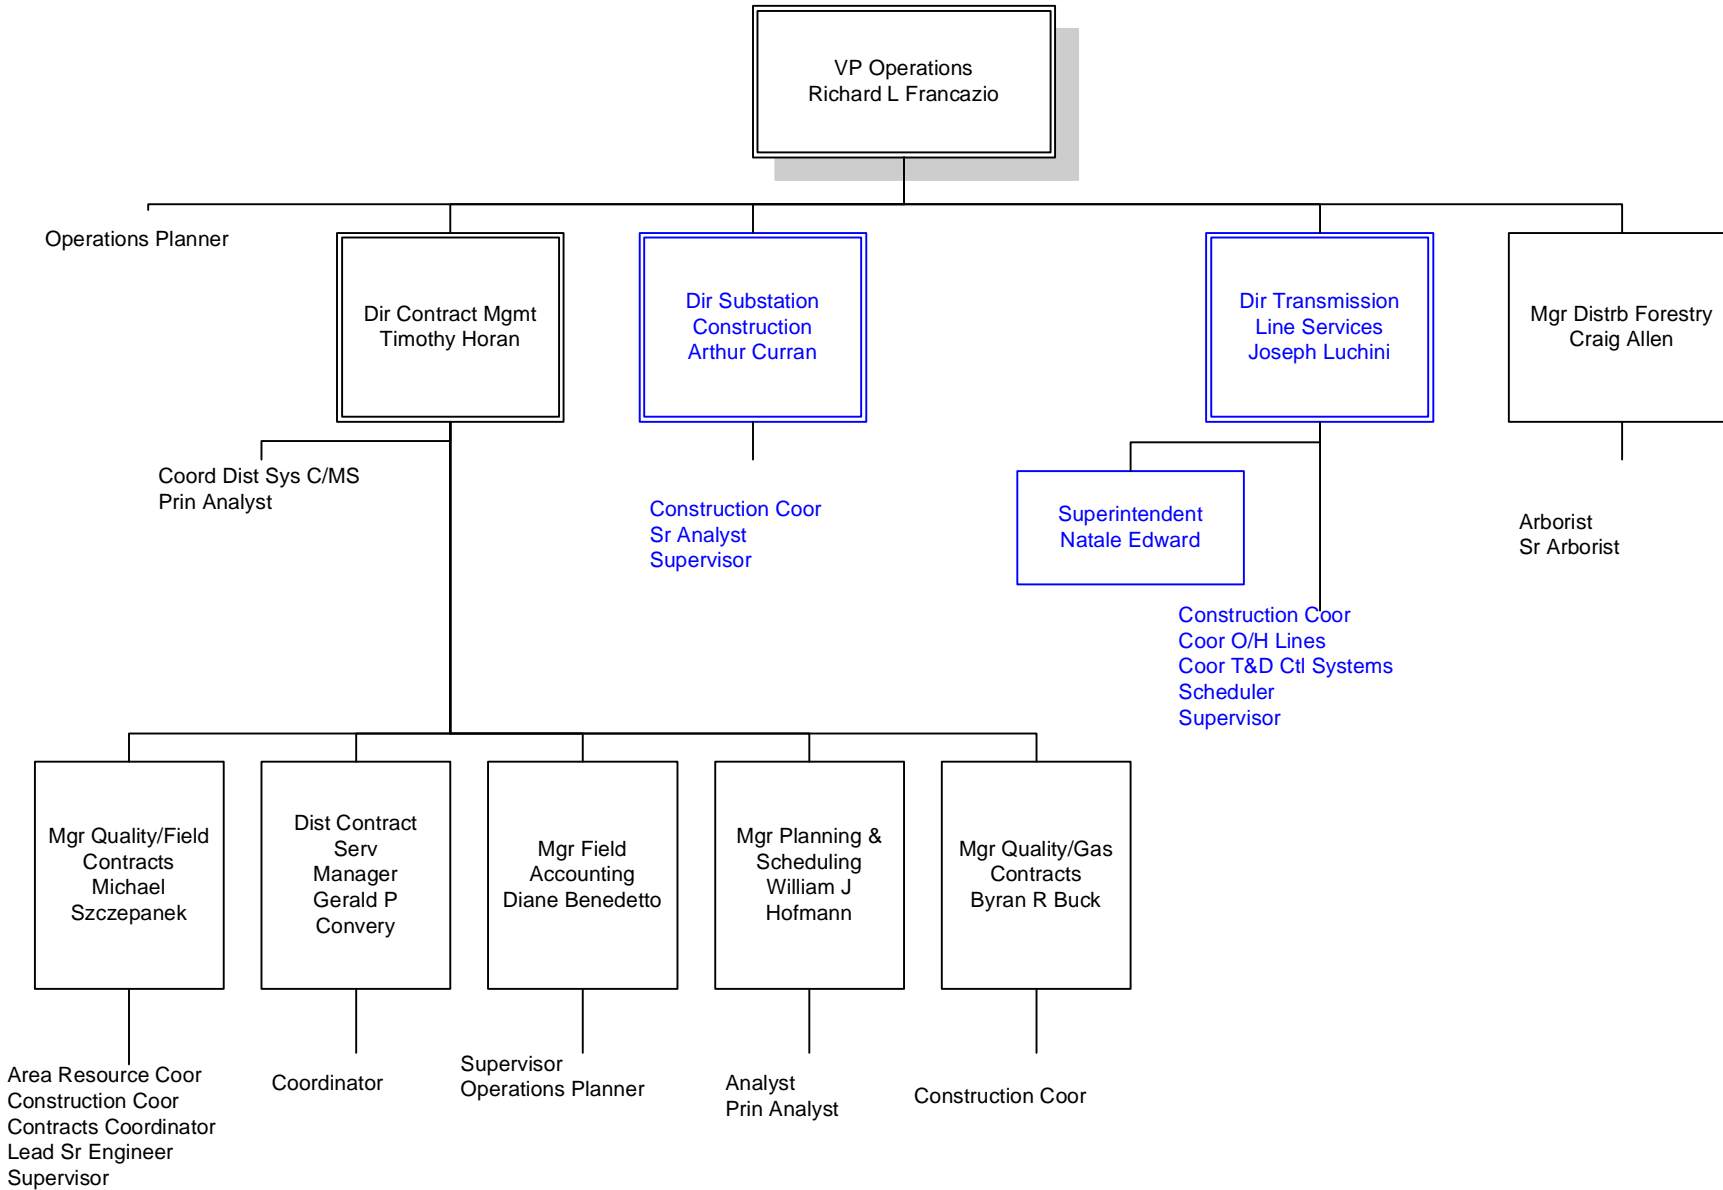 VP Operations
Richard L Francazio
Operations Planner
Dir Contract Mgmt
Timothy Horan
Dir Substation
Construction
Arthur Curran
Dir Transmission
Line Services
Joseph Luchini
Mgr Distrb Forestry
Craig Allen
Coord Dist Sys C/MS
Prin Analyst
Construction Coor
Sr Analyst
Supervisor
Superintendent
Natale Edward
Construction Coor
Coor O/H Lines
Coor T&D Ctl Systems
Scheduler
Supervisor
Arborist
Sr Arborist
Mgr Quality/Field
Contracts
Michael
Szczepanek
Dist Contract
Serv
Manager
Gerald P
Convery
Mgr Field
Accounting
Diane Benedetto
Mgr Planning &
Scheduling
William J
Hofmann
Mgr Quality/Gas
Contracts
Byran R Buck
Area Resource Coor
Construction Coor
Contracts Coordinator
Lead Sr Engineer
Supervisor
Coordinator
Supervisor
Operations Planner
Analyst
Prin Analyst
Construction Coor